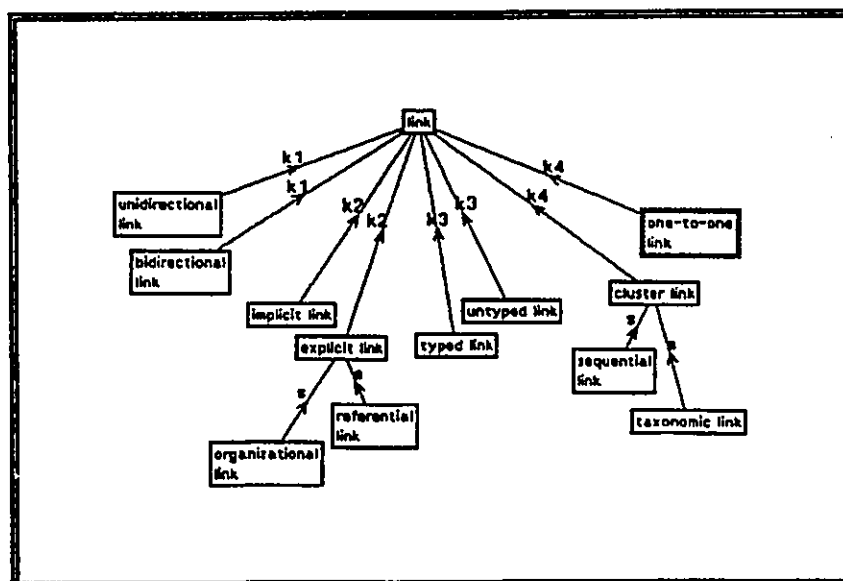 link
k1
k1
k2
k2
k3
k3
k4
k4
unidirectional
link
bidirectional
link
one-to-one
link
implicit link
untyped link
cluster link
explicit link
typed link
s
s
s
s
sequential
link
referential
link
taxonomic link
organizational
link